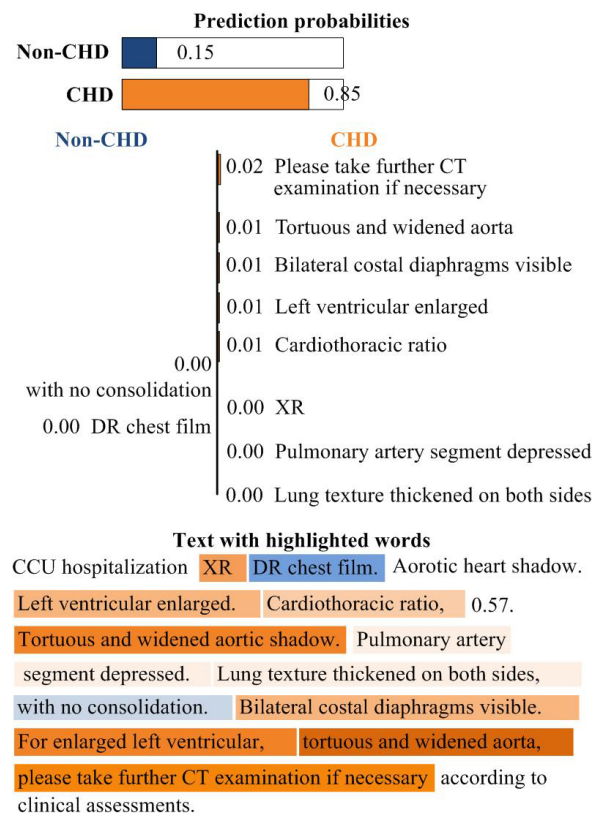 Prediction probabilities
Non-CHD 0.15
CHD 0.85
Non-CHD CHD
0.02 Please take further CT
examination if necessary
0.01 Tortuous and widened aorta
0.01 Bilateral costal diaphragms visible
0.01 Left ventricular enlarged
0.01 Cardiothoracic ratio
0.00
with no consolidation
0.00 XR
0.00 DR chest film
0.00 Pulmonary artery segment depressed
0.00 Lung texture thickened on both sides
Text with highlighted words
CCU hospitalization XR DR chest film. Aorotic heart shadow.
Left ventricular enlarged. Cardiothoracic ratio, 0.57.
Tortuous and widened aortic shadow. Pulmonary artery
segment depressed. Lung texture thickened on both sides,
with no consolidation. Bilateral costal diaphragms visible.
For enlarged left ventricular, tortuous and widened aorta,
please take further CT examination if necessary according to
clinical assessments.